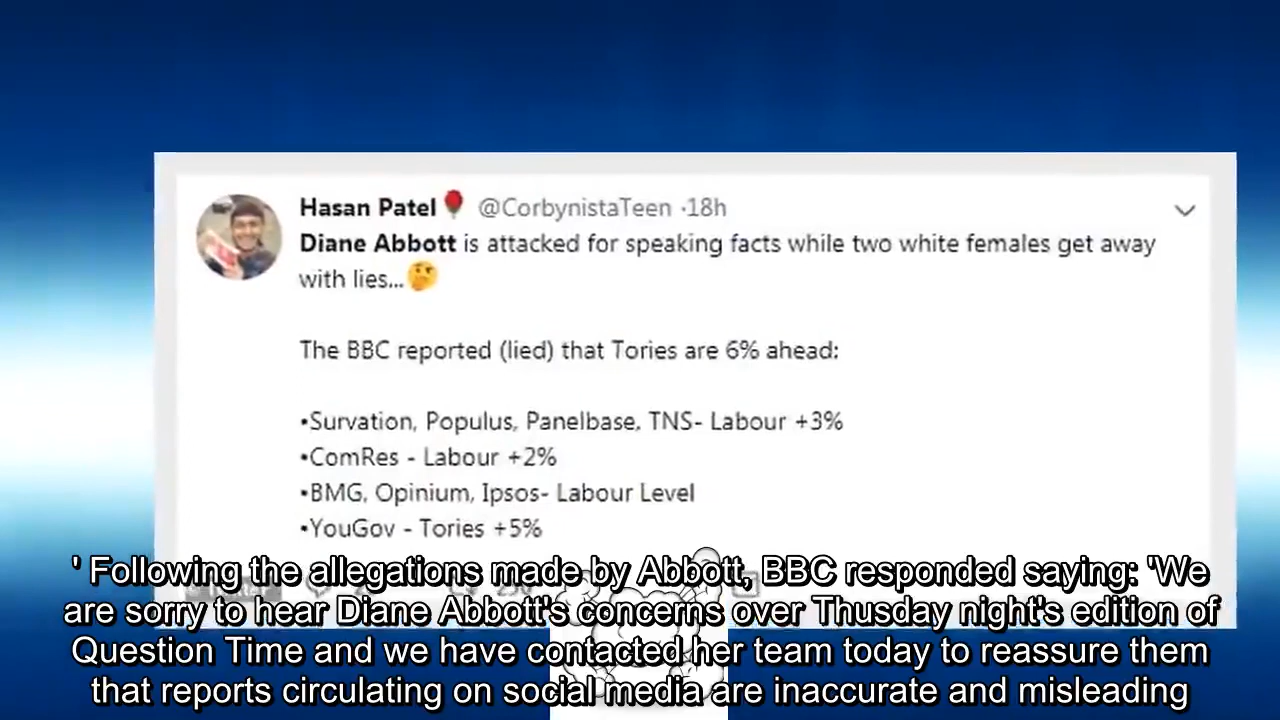 Hasan Patel🌹 @CorbynistaTeen ·18h
Diane Abbott is attacked for speaking facts while two white females get away
with lies...🤔
The BBC reported (lied) that Tories are 6% ahead:
•Survation, Populus, Panelbase, TNS- Labour +3%
•ComRes - Labour +2%
•BMG, Opinium, Ipsos- Labour Level
•YouGov - Tories +5%
' Following the allegations made by Abbott, BBC responded saying: 'We
are sorry to hear Diane Abbott's concerns over Thusday night's edition of
Question Time and we have contacted her team today to reassure them
that reports circulating on social media are inaccurate and misleading